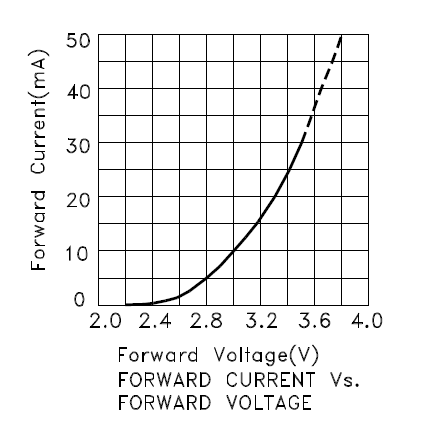 Forward Current(mA)
50
40
30
20
10
0
2.0 2.4 2.8 3.2 3.6 4.0
Forward Voltage(V)
FORWARD CURRENT Vs.
FORWARD VOLTAGE